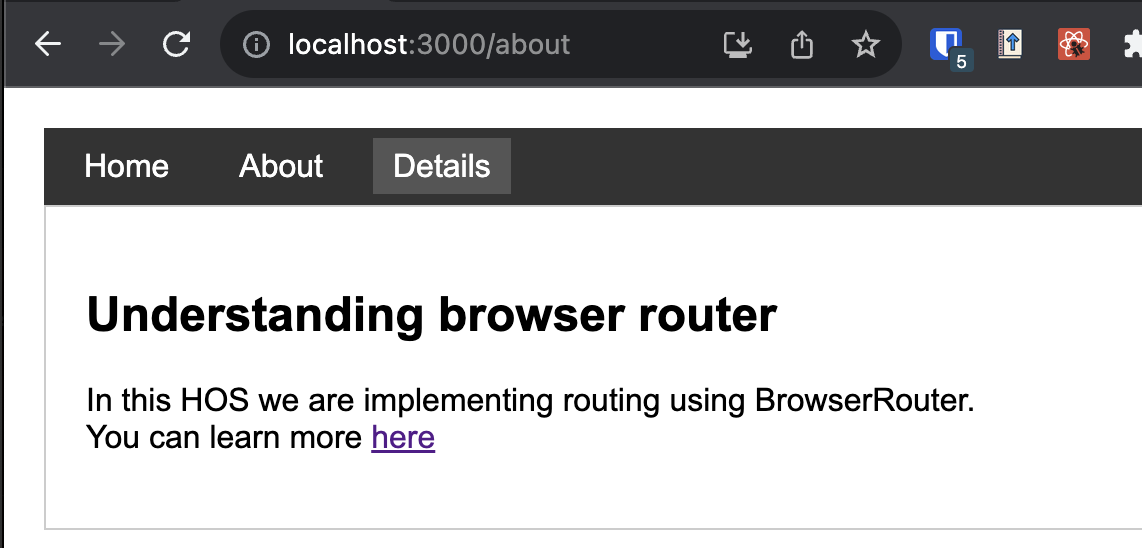 localhost:3000/about
5
Home About Details
Understanding browser router
In this HOS we are implementing routing using BrowserRouter.
You can learn more here